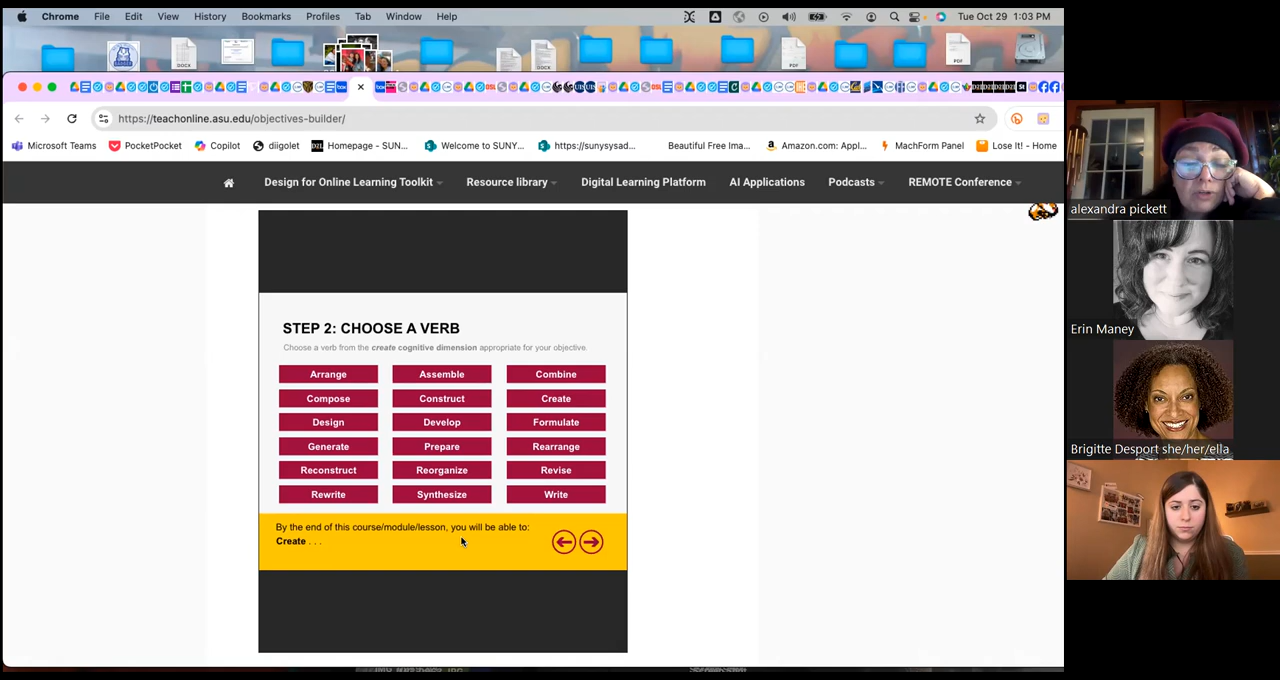 Chrome File Edit View History Bookmarks Profiles Tab Window Help Tue Oct 29 1:03 PM
https://teachonline.asu.edu/objectives-builder/
Microsoft Teams PocketPocket Copilot diigolet Homepage - SUN... Welcome to SUNY... https://sunysysad... Beautiful Free Ima... Amazon.com: Appl... MachForm Panel Lose It! - Home
Design for Online Learning Toolkit Resource library Digital Learning Platform AI Applications Podcasts REMOTE Conference
STEP 2: CHOOSE A VERB
Choose a verb from the create cognitive dimension appropriate for your objective.
Arrange Assemble Combine
Compose Construct Create
Design Develop Formulate
Generate Prepare Rearrange
Reconstruct Reorganize Revise
Rewrite Synthesize Write
By the end of this course/module/lesson, you will be able to:
Create . . .
alexandra pickett
Erin Maney
Brigitte Desport she/her/ella